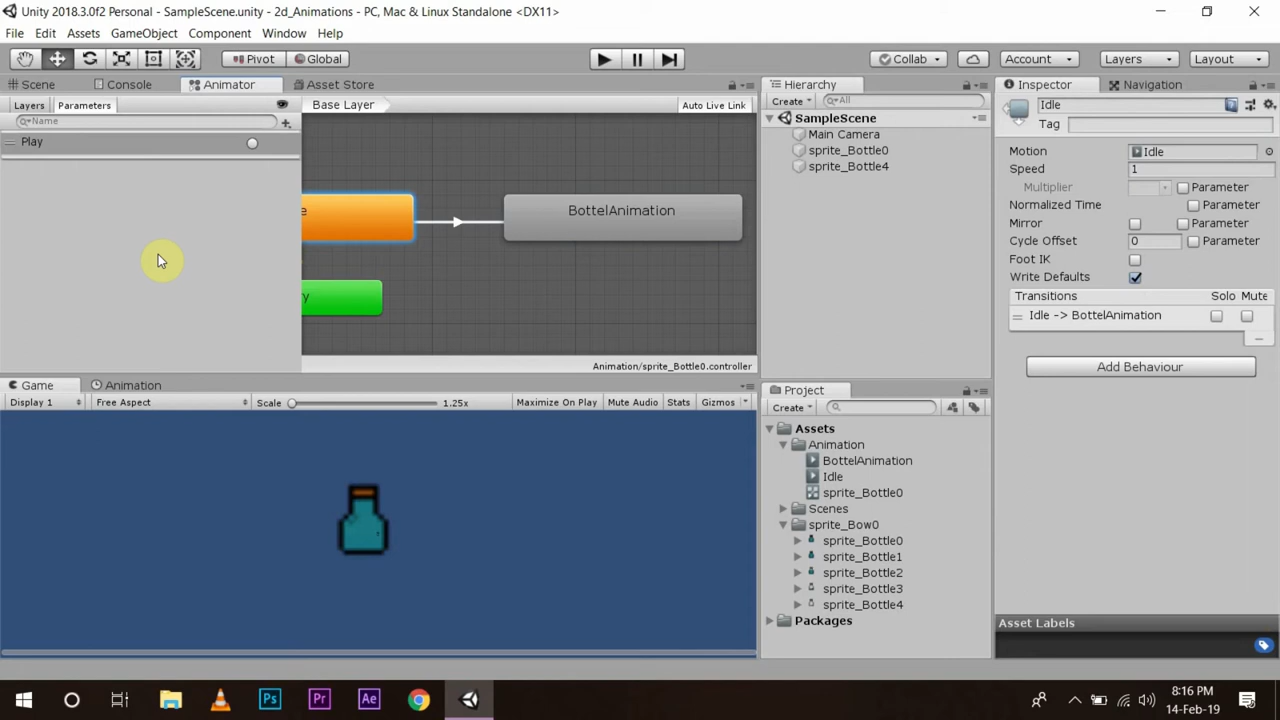 Unity 2018.3.0f2 Personal - SampleScene.unity - 2d_Animations - PC, Mac & Linux Standalone <DX11>
File Edit Assets GameObject Component Window Help
Pivot Global Collab Account Layers Layout
Scene Console Animator Asset Store
Layers Parameters
Base Layer Auto Live Link
Name
Play
e
BottelAnimation
y
Animation/sprite_Bottle0.controller
Hierarchy
Create All
SampleScene
Main Camera
sprite_Bottle0
sprite_Bottle4
Inspector Navigation
Idle
Tag
Motion Idle
Speed 1
Multiplier Parameter
Normalized Time Parameter
Mirror Parameter
Cycle Offset 0 Parameter
Foot IK
Write Defaults
Transitions Solo Mute
Idle -> BottelAnimation
Add Behaviour
Game Animation
Display 1 Free Aspect Scale 1.25x Maximize On Play Mute Audio Stats Gizmos
Project
Create
Assets
Animation
BottelAnimation
Idle
sprite_Bottle0
Scenes
sprite_Bow0
sprite_Bottle0
sprite_Bottle1
sprite_Bottle2
sprite_Bottle3
sprite_Bottle4
Packages
Asset Labels
Ps Pr Ae
8:16 PM
14-Feb-19